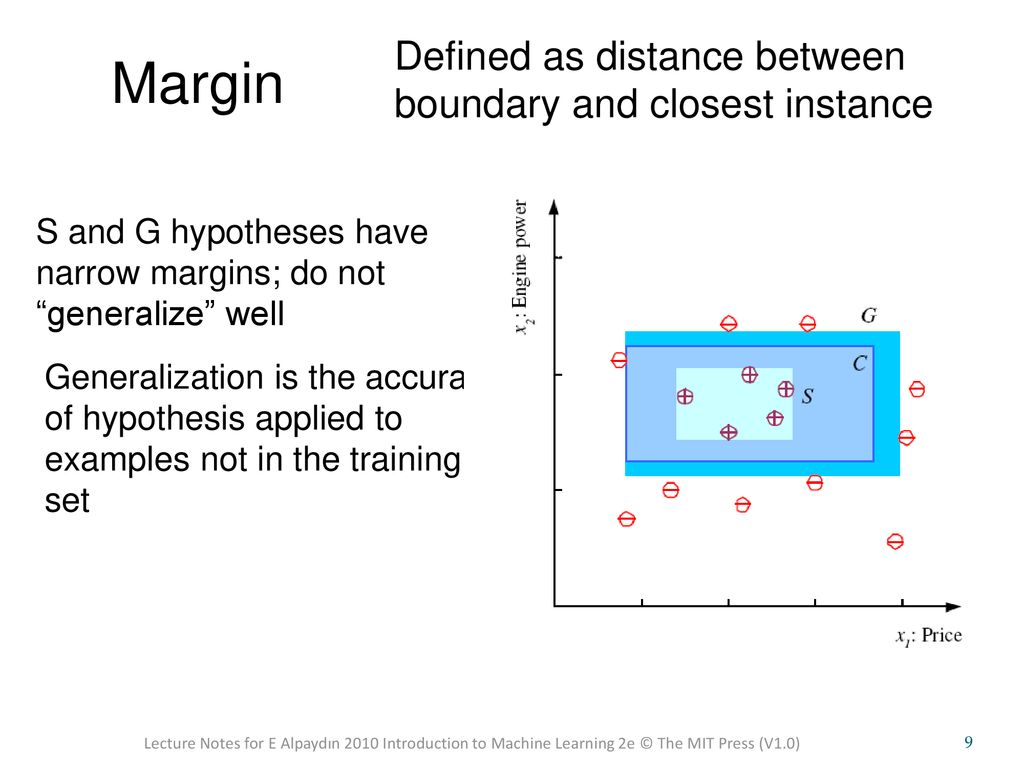 Margin
Defined as distance between
boundary and closest instance
S and G hypotheses have
narrow margins; do not
“generalize” well
Generalization is the accura
of hypothesis applied to
examples not in the training
set
x2: Engine power
G
C
S
x1: Price
Lecture Notes for E Alpaydın 2010 Introduction to Machine Learning 2e © The MIT Press (V1.0)
9